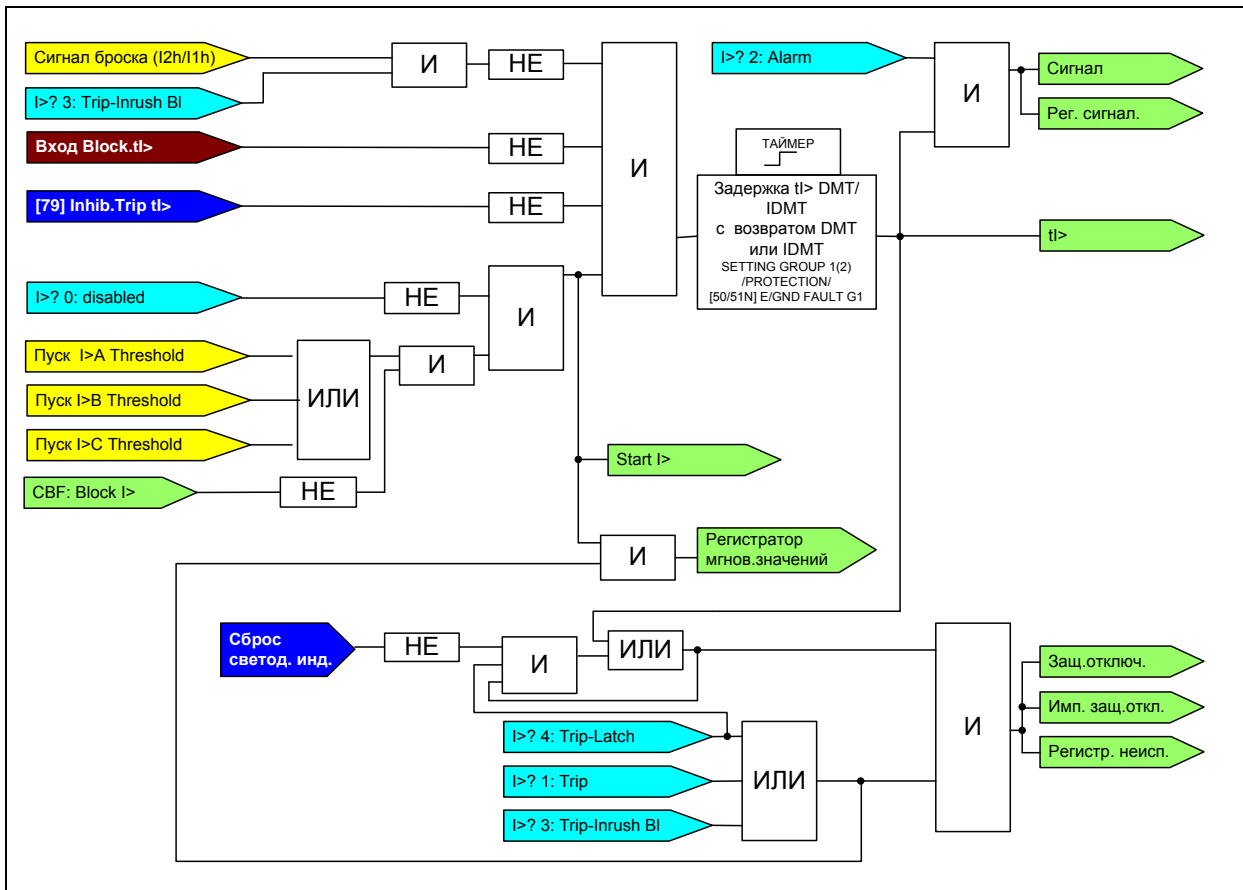 Сигнал броска (I2h/I1h)
И
НЕ
I>? 3: Trip-Inrush Bl
Вход Block.tI>
НЕ
[79] Inhib.Trip tI>
НЕ
И
I>? 0: disabled
НЕ
И
Пуск I>A Threshold
Пуск I>B Threshold
Пуск I>C Threshold
ИЛИ
И
CBF: Block I>
НЕ
ТАЙМЕР
Задержка tI> DMT/
IDMT
с возвратом DMT
или IDMT
SETTING GROUP 1(2)
/PROTECTION/
[50/51N] E/GND FAULT G1
I>? 2: Alarm
И
Сигнал
Рег. сигнал.
tI>
Start I>
И
Регистратор
мгнов.значений
Сброс
светод. инд.
НЕ
И
ИЛИ
I>? 4: Trip-Latch
I>? 1: Trip
I>? 3: Trip-Inrush Bl
ИЛИ
И
Защ.отключ.
Имп. защ.откл.
Регистр. неисп.